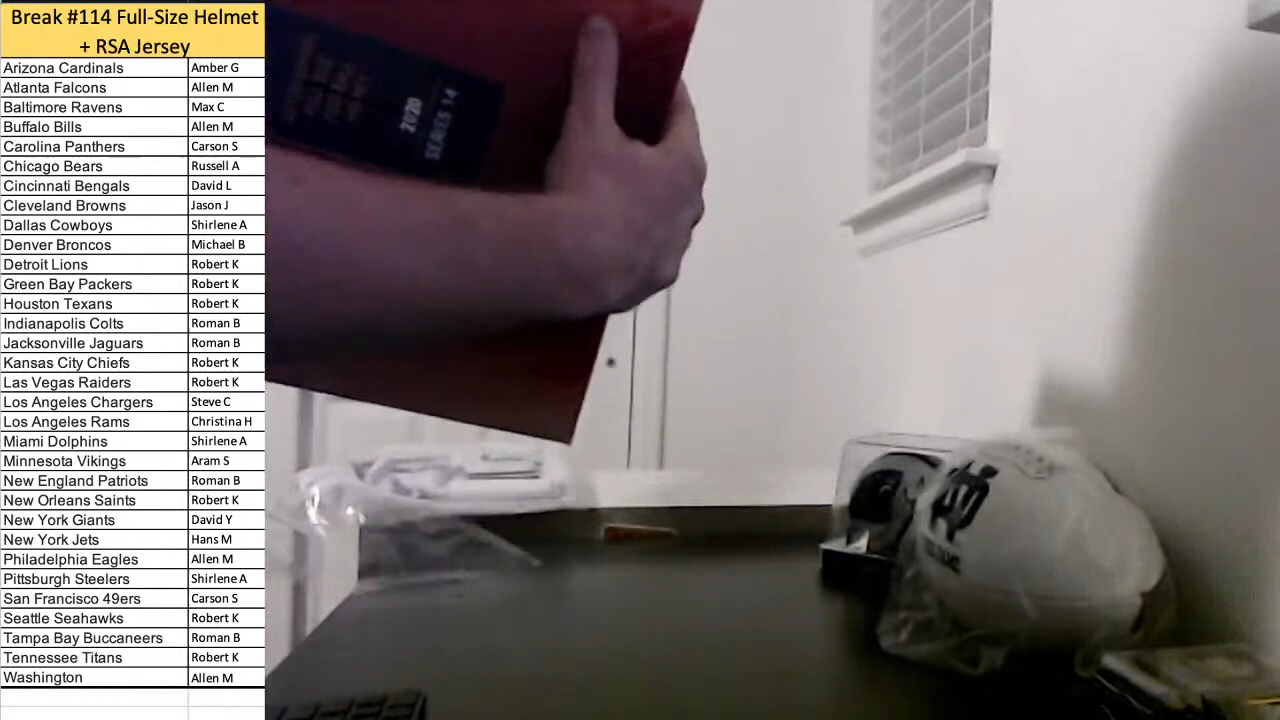 Break #114 Full-Size Helmet
+ RSA Jersey
Arizona Cardinals Amber G
Atlanta Falcons Allen M
Baltimore Ravens Max C
Buffalo Bills Allen M
Carolina Panthers Carson S
Chicago Bears Russell A
Cincinnati Bengals David L
Cleveland Browns Jason J
Dallas Cowboys Shirlene A
Denver Broncos Michael B
Detroit Lions Robert K
Green Bay Packers Robert K
Houston Texans Robert K
Indianapolis Colts Roman B
Jacksonville Jaguars Roman B
Kansas City Chiefs Robert K
Las Vegas Raiders Robert K
Los Angeles Chargers Steve C
Los Angeles Rams Christina H
Miami Dolphins Shirlene A
Minnesota Vikings Aram S
New England Patriots Roman B
New Orleans Saints Robert K
New York Giants David Y
New York Jets Hans M
Philadelphia Eagles Allen M
Pittsburgh Steelers Shirlene A
San Francisco 49ers Carson S
Seattle Seahawks Robert K
Tampa Bay Buccaneers Roman B
Tennessee Titans Robert K
Washington Allen M
2020
SERIES 14